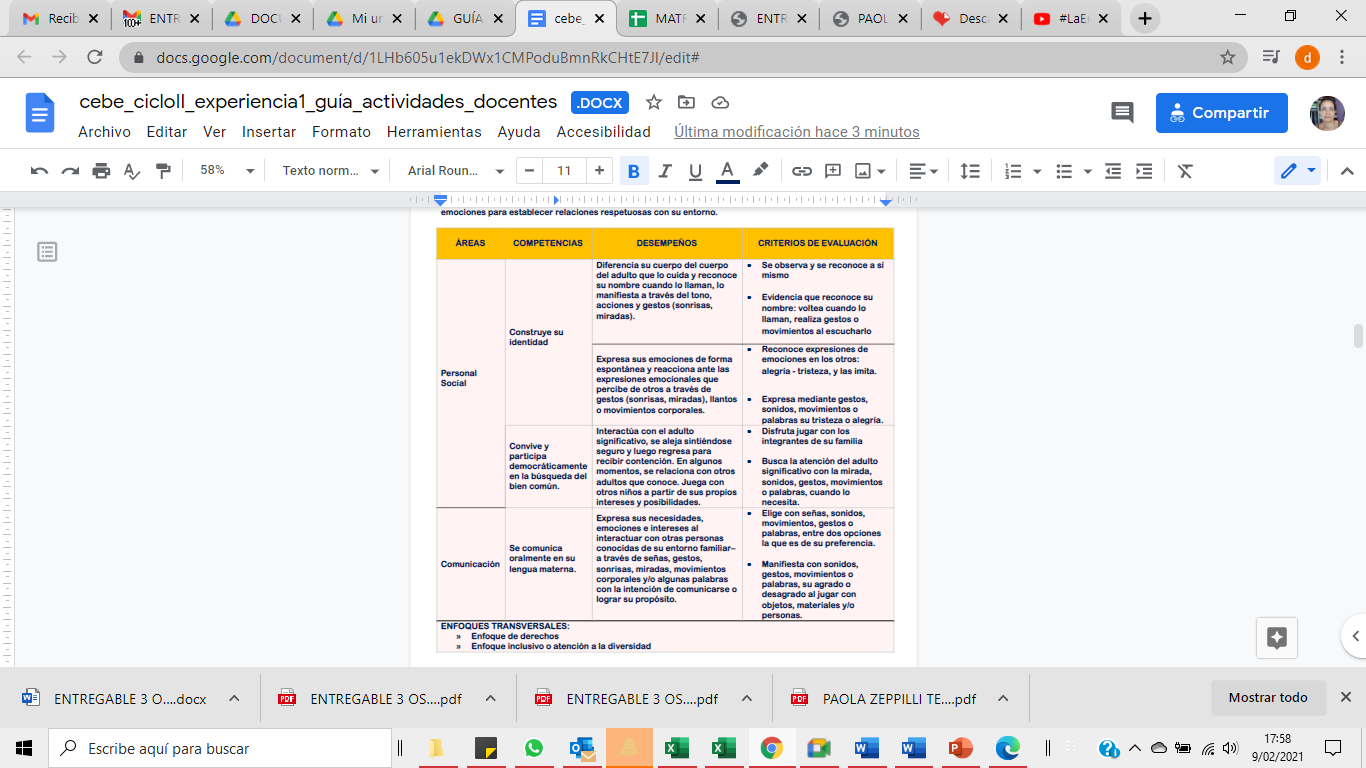 Recib
ENTR
DOCU
Mi ur
GUÍA
cebe_
MATR
ENTR
PAOL
Desc
#LaE
100+
docs.google.com/document/d/1LHb605u1ekDWx1CMPoduBmnRkCHtE7JI/edit#
d
cebe_cicloII_experiencia1_guía_actividades_docentes
.DOCX
Compartir
Archivo Editar Ver Insertar Formato Herramientas Ayuda Accesibilidad Última modificación hace 3 minutos
58% Texto norm... Arial Roun... 11 B I U A
emociones para establecer relaciones respetuosas con su entorno.
ÁREAS COMPETENCIAS DESEMPEÑOS CRITERIOS DE EVALUACIÓN
Personal
Social
Construye su
identidad
Diferencia su cuerpo del cuerpo
del adulto que lo cuida y reconoce
su nombre cuando lo llaman, lo
manifiesta a través del tono,
acciones y gestos (sonrisas,
miradas).
• Se observa y se reconoce a si
mismo
• Evidencia que reconoce su
nombre: voltea cuando lo
llaman, realiza gestos o
movimientos al escucharlo
Expresa sus emociones de forma
espontánea y reacciona ante las
expresiones emocionales que
percibe de otros a través de
gestos (sonrisas, miradas), llantos
o movimientos corporales.
• Reconoce expresiones de
emociones en los otros:
alegría - tristeza, y las imita.
• Expresa mediante gestos,
sonidos, movimientos o
palabras su tristeza o alegría.
Convive y
participa
democráticamente
en la búsqueda del
bien común.
Interactúa con el adulto
significativo, se aleja sintiéndose
seguro y luego regresa para
recibir contención. En algunos
momentos, se relaciona con otros
adultos que conoce. Juega con
otros niños a partir de sus propios
intereses y posibilidades.
• Disfruta jugar con los
integrantes de su familia
• Busca la atención del adulto
significativo con la mirada,
sonidos, gestos, movimientos
o palabras, cuando lo
necesita.
Comunicación
Se comunica
oralmente en su
lengua materna.
Expresa sus necesidades,
emociones e intereses al
interactuar con otras personas
conocidas de su entorno familiar–
a través de señas, gestos,
sonrisas, miradas, movimientos
corporales y/o algunas palabras
con la intención de comunicarse o
lograr su propósito.
• Elige con señas, sonidos,
movimientos, gestos o
palabras, entre dos opciones
la que es de su preferencia.
• Manifiesta con sonidos,
gestos, movimientos o
palabras, su agrado o
desagrado al jugar con
objetos, materiales y/o
personas.
ENFOQUES TRANSVERSALES:
» Enfoque de derechos
» Enfoque inclusivo o atención a la diversidad
ENTREGABLE 3 O....docx
ENTREGABLE 3 OS....pdf
ENTREGABLE 3 OS....pdf
PAOLA ZEPPILLI TE....pdf
Mostrar todo
Escribe aquí para buscar
17:58
9/02/2021